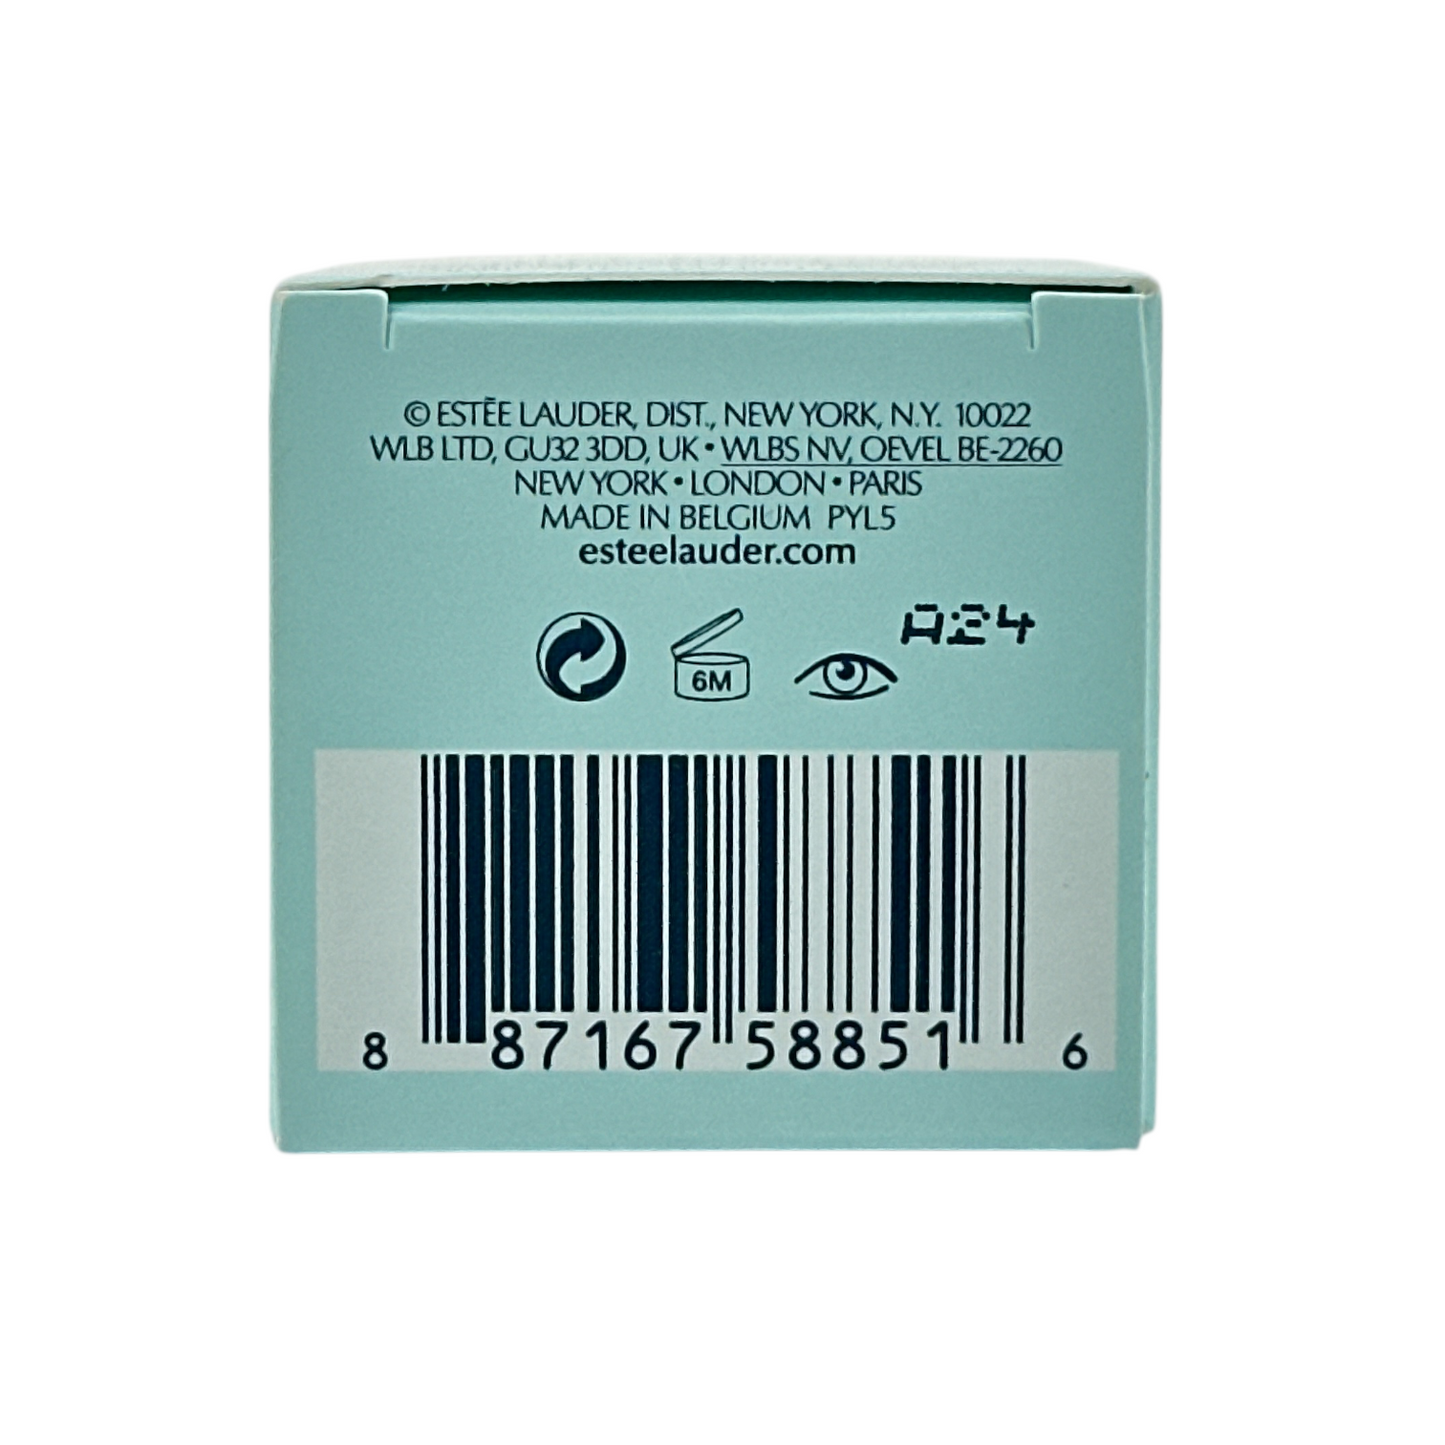 © ESTĒE LAUDER, DIST., NEW YORK, N.Y. 10022
WLB LTD, GU32 3DD, UK • WLBS NV, OEVEL BE-2260
NEW YORK • LONDON • PARIS
MADE IN BELGIUM PYL5
esteelauder.com
A24
6M
8 87167 58851 6